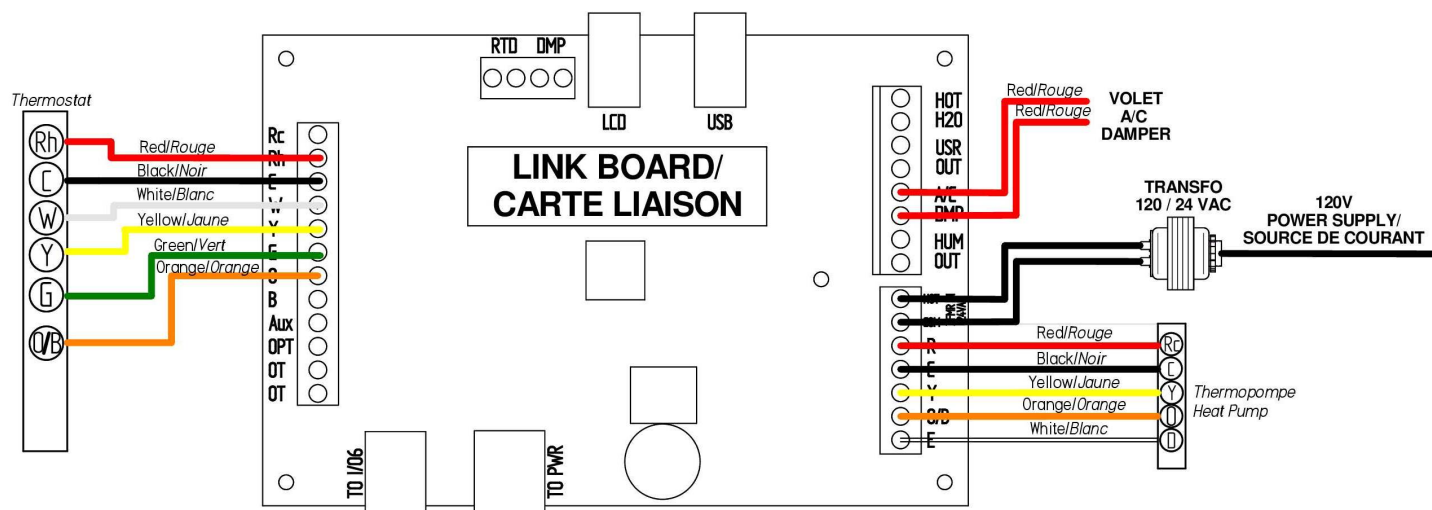 Thermostat
Rh
C
W
Y
G
O/B
Red/Rouge
Black/Noir
White/Blanc
Yellow/Jaune
Green/Vert
Orange/Orange
Rc
Rh
W
Y
B
Aux
OPT
OT
OT
RTD DMP
LCD
USB
LINK BOARD/
CARTE LIAISON
TO I/O6
TO PWR
HOT
H2O
USR
OUT
A/E
DMP
HUM
OUT
HOT
R
Y
O/B
E
Red/Rouge
Red/Rouge
VOLET
A/C
DAMPER
TRANSFO
120 / 24 VAC
120V
POWER SUPPLY/
SOURCE DE COURANT
Red/Rouge
Black/Noir
Yellow/Jaune
Orange/Orange
White/Blanc
Rc
C
Y
O
D
Thermopompe
Heat Pump